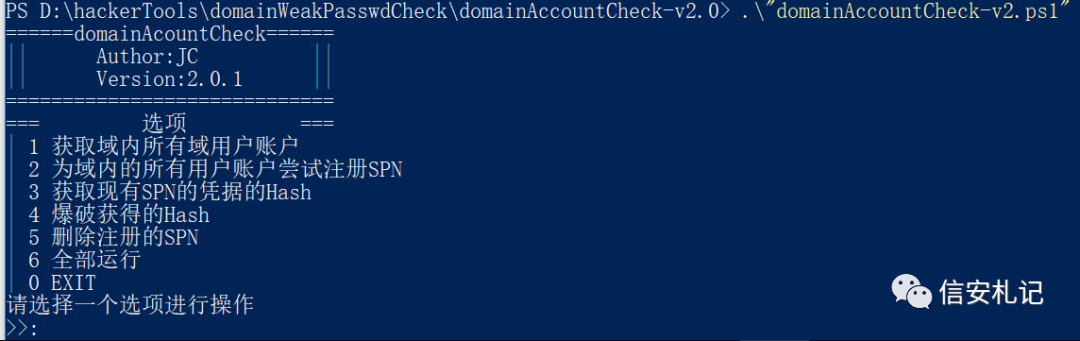 PS D:\hackerTools\domainWeakPasswdCheck\domainAccountCheck-v2.0> .\"domainAccountCheck-v2.ps1"
======domainAcountCheck======
|| Author:JC ||
|| Version:2.0.1 ||
=============================
=== 选项 ===
| 1 获取域内所有域用户账户
| 2 为域内的所有用户账户尝试注册SPN
| 3 获取现有SPN的凭据的Hash
| 4 爆破获得的Hash
| 5 删除注册的SPN
| 6 全部运行
| 0 EXIT
请选择一个选项进行操作
>>:
信安札记